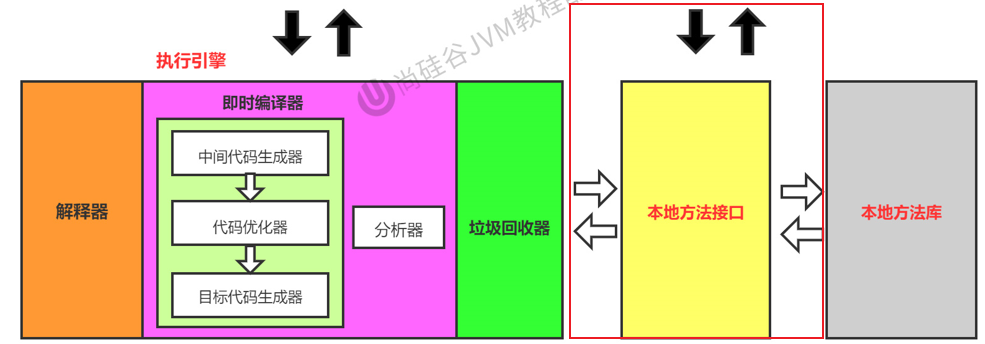 尚硅谷JVM教程
执行引擎
即时编译器
中间代码生成器
解释器
代码优化器
分析器
垃圾回收器
本地方法接口
本地方法库
目标代码生成器